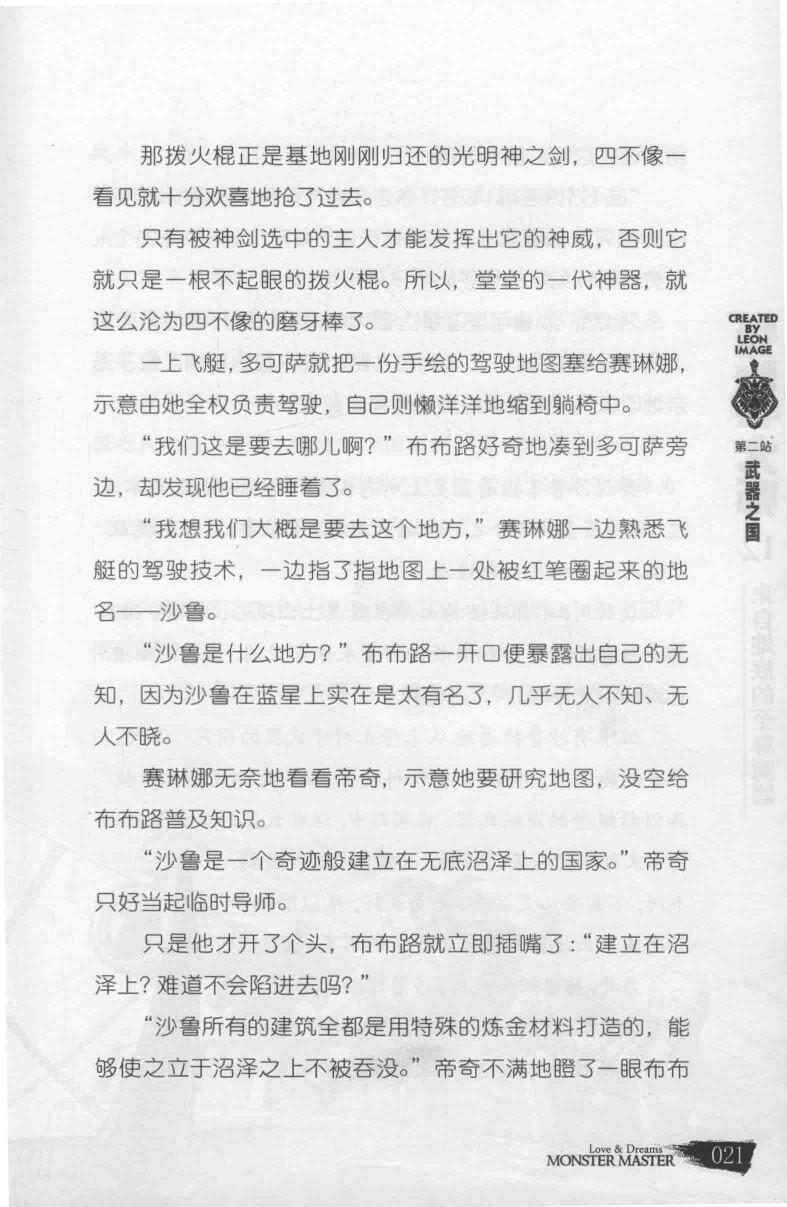 那拨火棍正是基地刚刚归还的光明神之剑，四不像一
看见就十分欢喜地抢了过去。
只有被神剑选中的主人才能发挥出它的神威，否则它
就只是一根不起眼的拨火棍。所以，堂堂的一代神器，就
这么沦为四不像的磨牙棒了。
一上飞艇，多可萨就把一份手绘的驾驶地图塞给赛琳娜，
示意由她全权负责驾驶，自己则懒洋洋地缩到躺椅中。
“我们这是要去哪儿啊？”布布路好奇地凑到多可萨旁
边，却发现他已经睡着了。
“我想我们大概是要去这个地方，”赛琳娜一边熟悉飞
艇的驾驶技术，一边指了指地图上一处被红笔圈起来的地
名——沙鲁。
“沙鲁是什么地方？”布布路一开口便暴露出自己的无
知，因为沙鲁在蓝星上实在是太有名了，几乎无人不知、无
人不晓。
赛琳娜无奈地看看帝奇，示意她要研究地图，没空给
布布路普及知识。
“沙鲁是一个奇迹般建立在无底沼泽上的国家。”帝奇
只好当起临时导师。
只是他才开了个头，布布路就立即插嘴了：“建立在沼
泽上？难道不会陷进去吗？”
“沙鲁所有的建筑全都是用特殊的炼金材料打造的，能
够使之立于沼泽之上不被吞没。”帝奇不满地瞪了一眼布布
CREATED
BY
LEON
IMAGE
第二站
武器之国
Love & Dreams
MONSTER MASTER
021